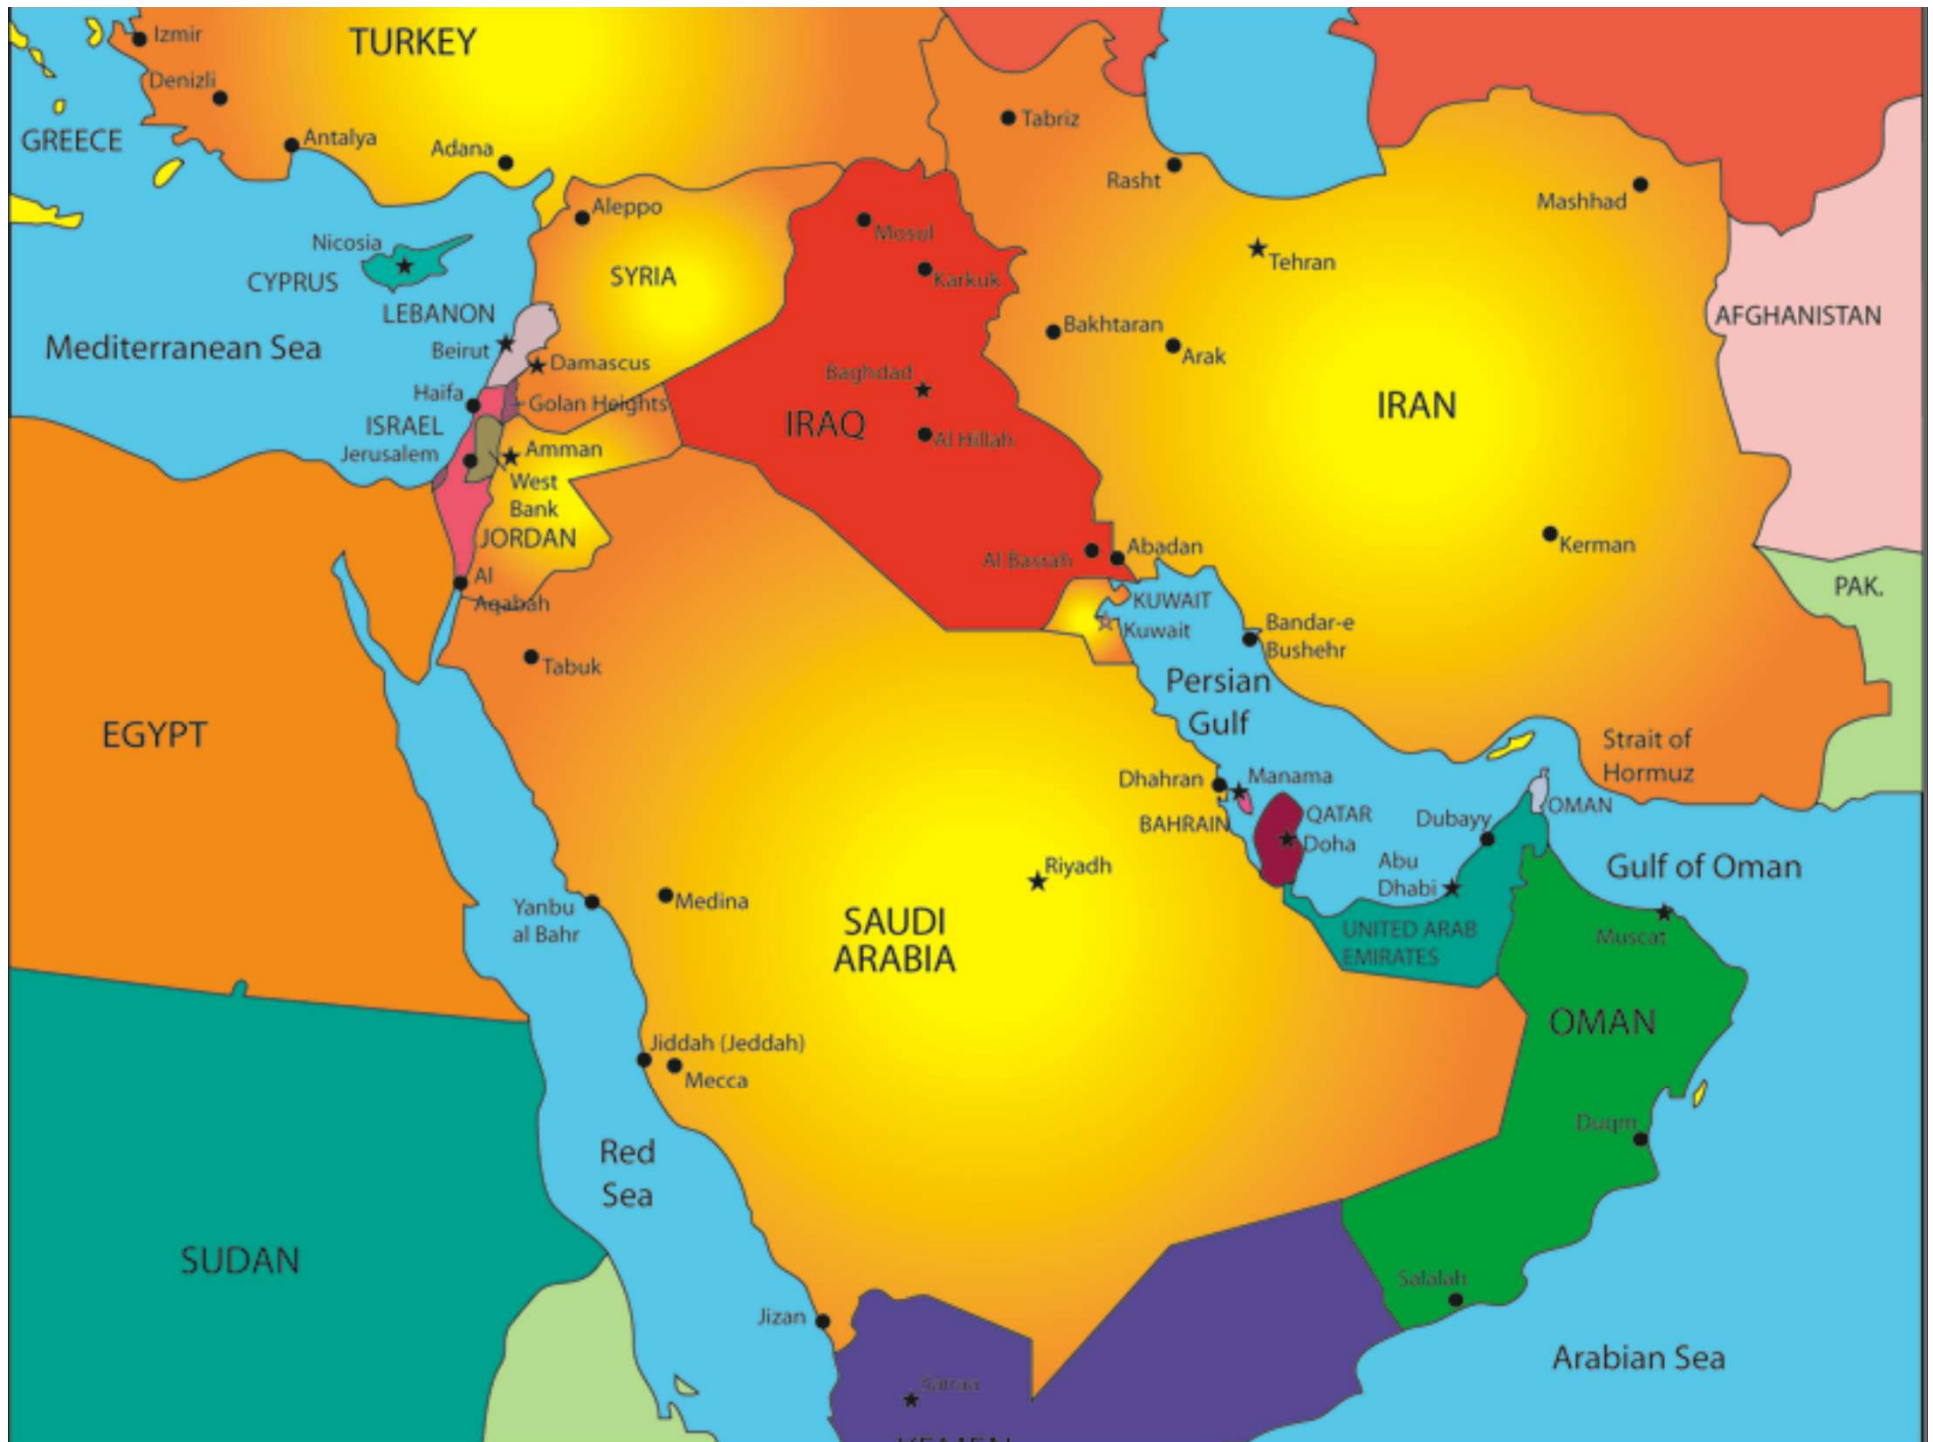 Izmir
TURKEY
Denizli
GREECE
Antalya
Adana
Tabriz
Rasht
Mashhad
Aleppo
Mosul
Nicosia
CYPRUS
SYRIA
Karkuk
Tehran
LEBANON
Mediterranean Sea
Beirut
Damascus
Bakhtaran
Arak
AFGHANISTAN
Haifa
Golan Heights
Baghdad
IRAQ
IRAN
ISRAEL
Jerusalem
Amman
Al Hillah
West
Bank
JORDAN
Al Basrah
Abadan
Kerman
Al
Aqabah
PAK.
KUWAIT
Kuwait
Bandar-e
Bushehr
Tabuk
Persian
Gulf
EGYPT
Strait of
Hormuz
Dhahran
Manama
BAHRAIN
QATAR
Doha
Dubayy
OMAN
Abu
Dhabi
Gulf of Oman
Riyadh
Medina
Yanbu
al Bahr
SAUDI
ARABIA
UNITED ARAB
EMIRATES
Muscat
OMAN
Jiddah (Jeddah)
Mecca
Duqm
Red
Sea
SUDAN
Salalah
Jizan
Arabian Sea
Sanaa
YEMEN